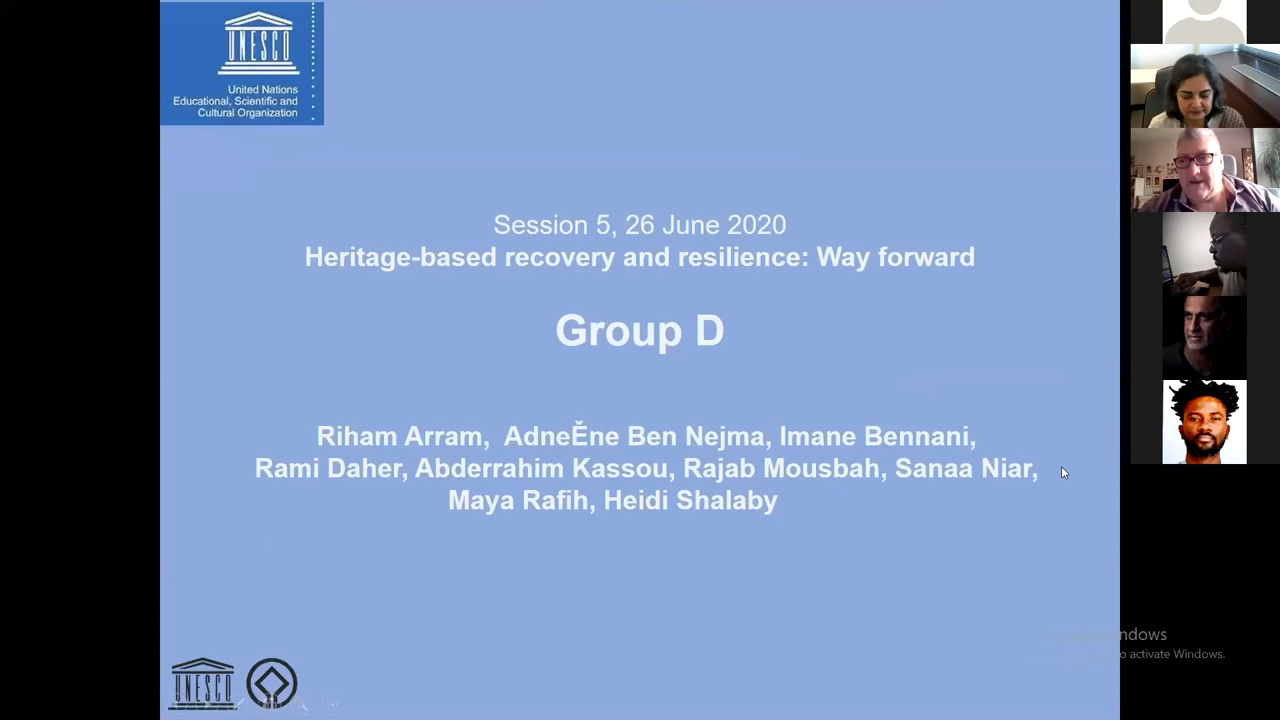 UNESCO
United Nations
Educational, Scientific and
Cultural Organization
Session 5, 26 June 2020
Heritage-based recovery and resilience: Way forward
Group D
Riham Arram, AdneĚne Ben Nejma, Imane Bennani,
Rami Daher, Abderrahim Kassou, Rajab Mousbah, Sanaa Niar,
Maya Rafih, Heidi Shalaby
UNESCO
ndows
o activate Windows.